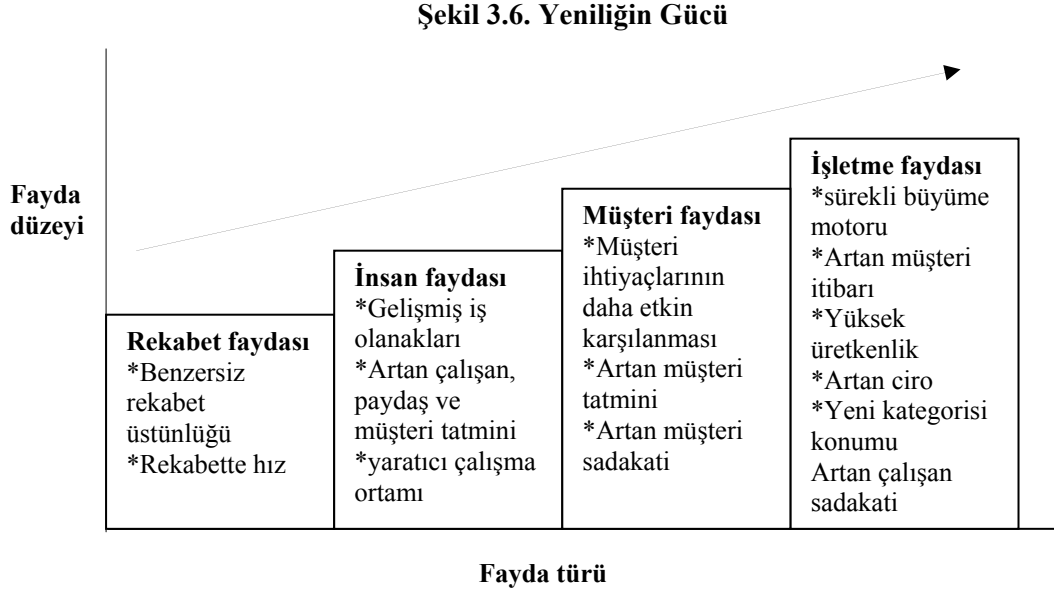 Şekil 3.6. Yeniliğin Gücü
Fayda
düzeyi
Rekabet faydası
*Benzersiz
rekabet
üstünlüğü
*Rekabette hız
İnsan faydası
*Gelişmiş iş
olanakları
*Artan çalışan,
paydaş ve
müşteri tatmini
*yaratıcı çalışma
ortamı
Müşteri faydası
*Müşteri
ihtiyaçlarının
daha etkin
karşılanması
*Artan müşteri
tatmini
*Artan müşteri
sadakati
İşletme faydası
*sürekli büyüme
motoru
*Artan müşteri
itibarı
*Yüksek
üretkenlik
*Artan ciro
*Yeni kategorisi
konumu
Artan çalışan
sadakati
Fayda türü